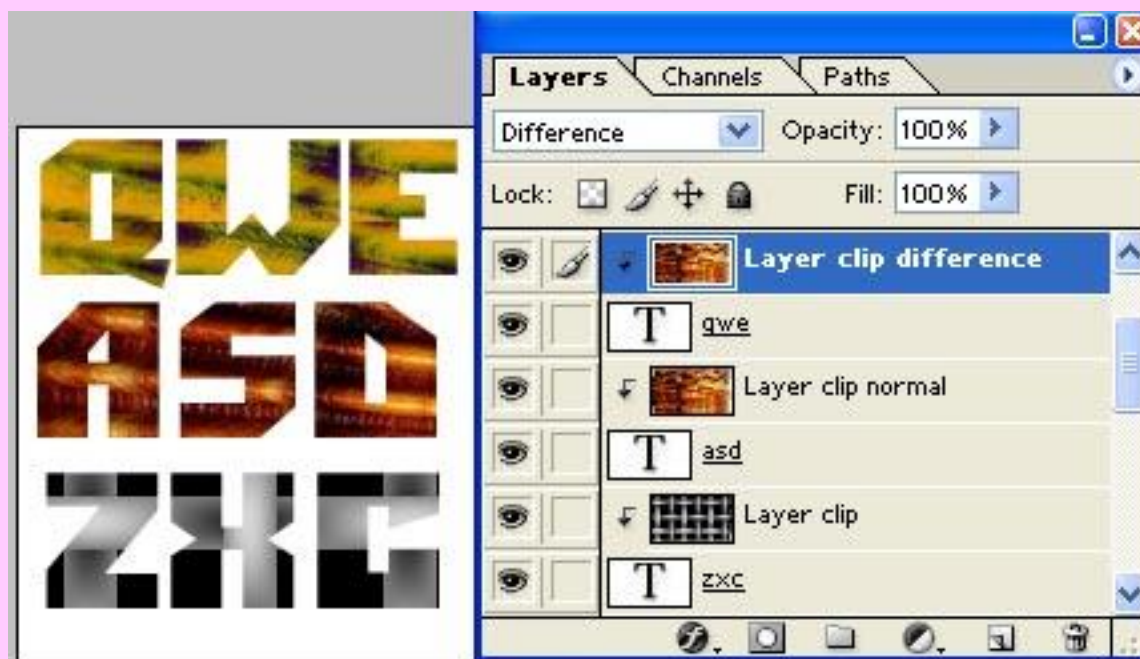 QWE
ASD
ZXC
Layers Channels Paths
Difference Opacity: 100%
Lock: Fill: 100%
Layer clip difference
T qwe
Layer clip normal
T asd
Layer clip
T zxc